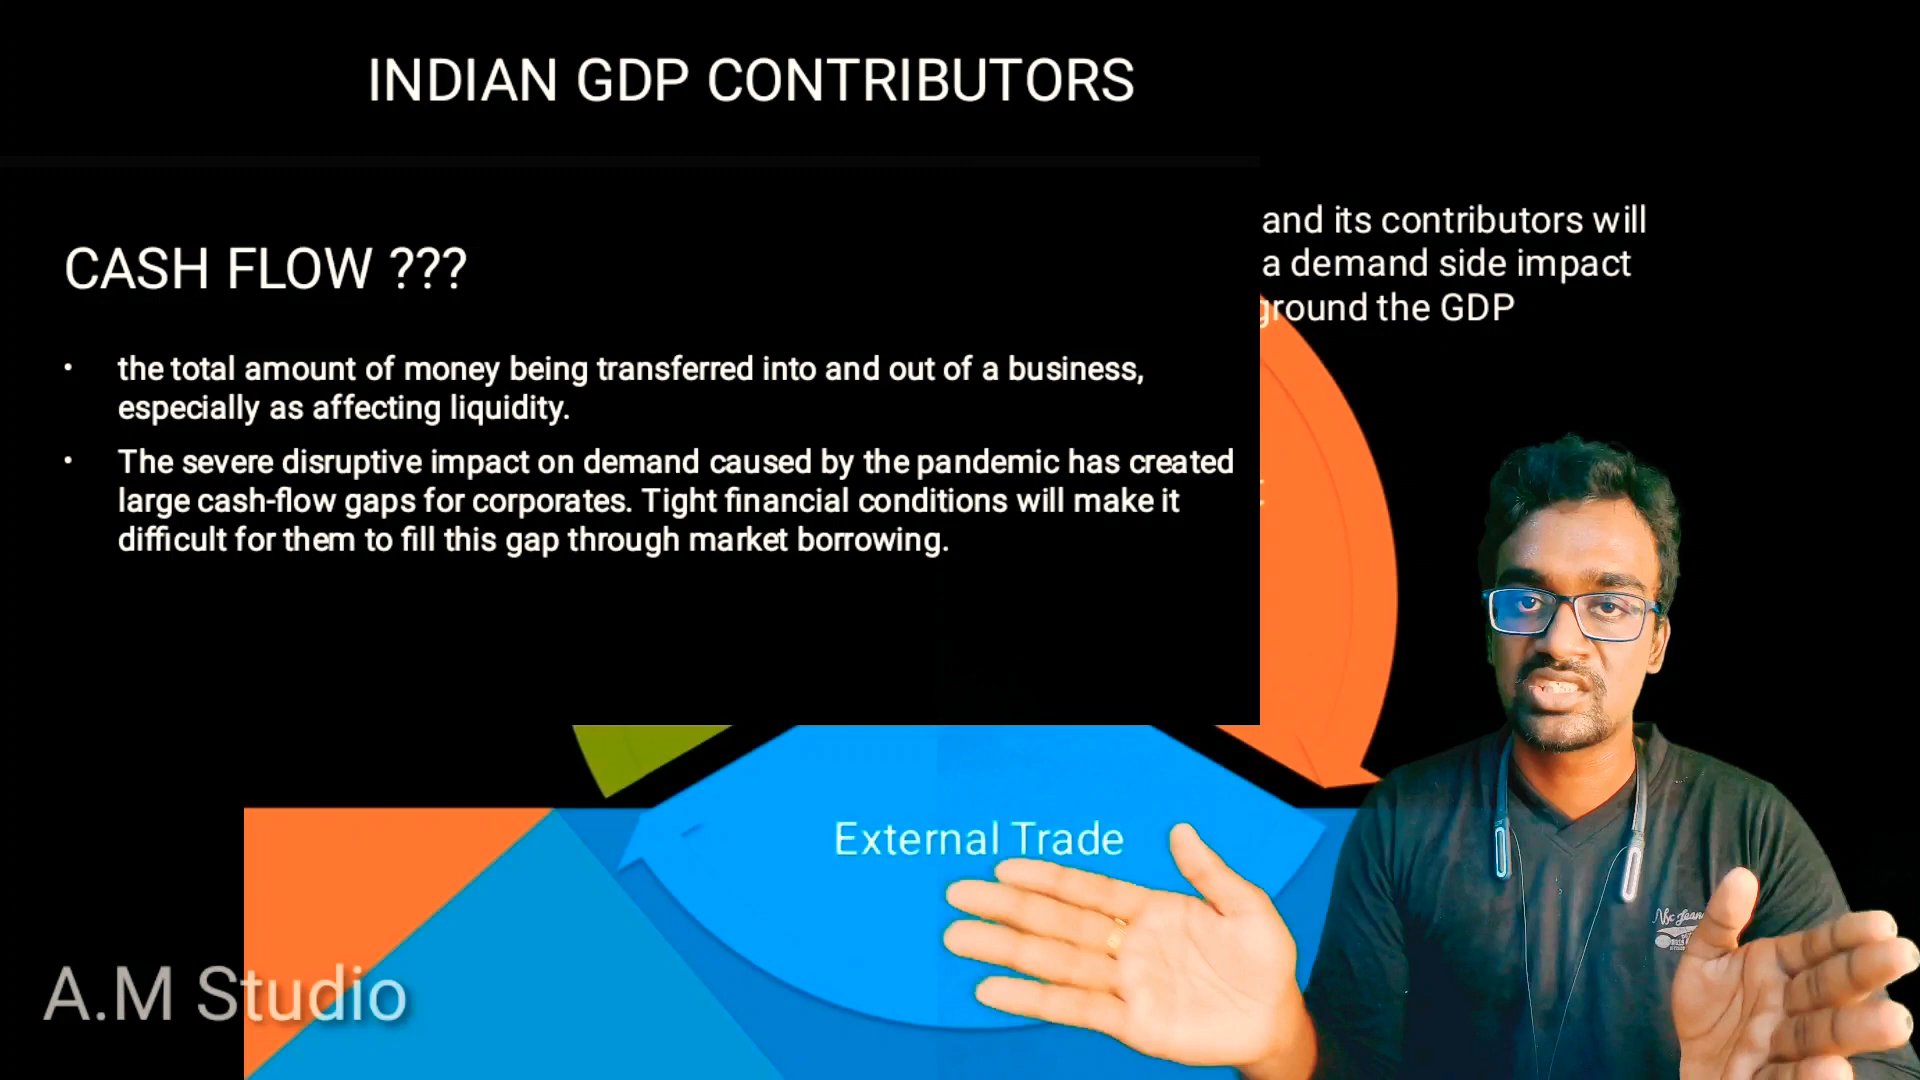 INDIAN GDP CONTRIBUTORS
and its contributors will
a demand side impact
ground the GDP
CASH FLOW ???
• the total amount of money being transferred into and out of a business,
especially as affecting liquidity.
• The severe disruptive impact on demand caused by the pandemic has created
large cash-flow gaps for corporates. Tight financial conditions will make it
difficult for them to fill this gap through market borrowing.
External Trade
A.M Studio